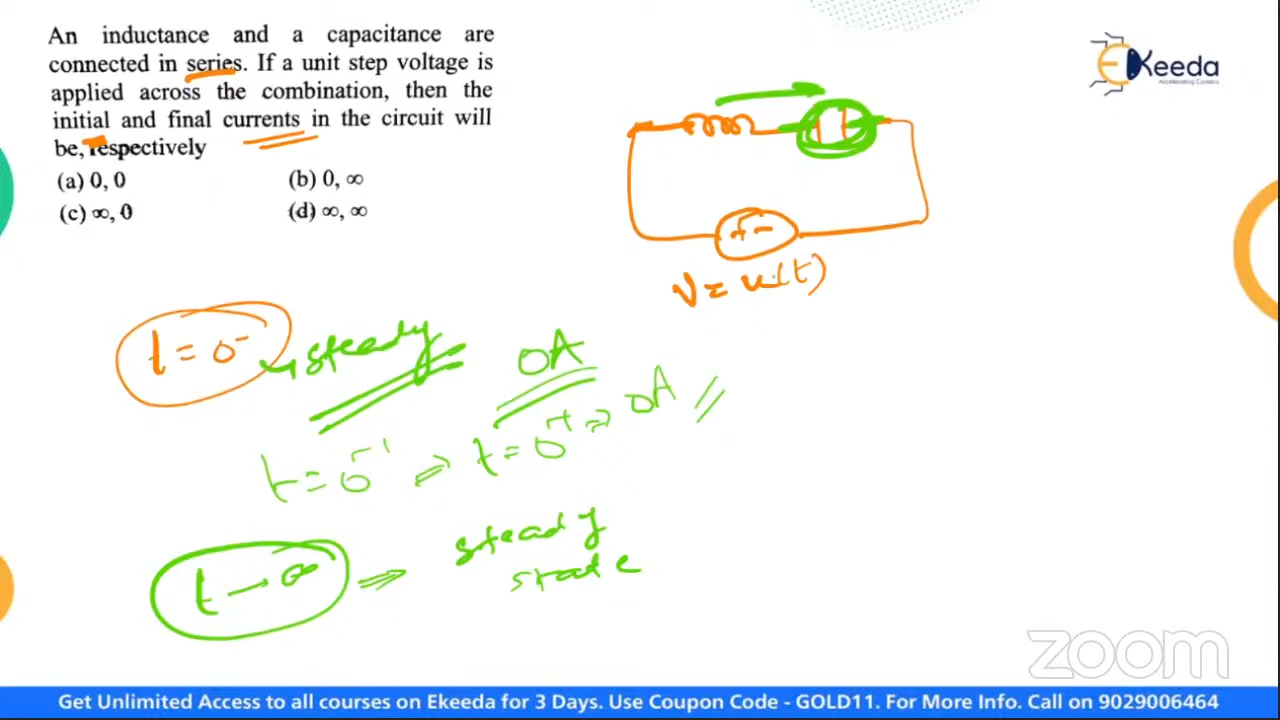 An inductance and a capacitance are
connected in series. If a unit step voltage is
applied across the combination, then the
initial and final currents in the circuit will
be, respectively
(a) 0, 0
(b) 0, ∞
(c) ∞, 0
(d) ∞, ∞
Ekeeda
Accelerating Careers
+ -
V = u(t)
t = 0⁻
steady
0A
t = 0⁻ ⇒ t = 0⁺ ⇒ 0A
t → ∞ ⇒ steady
state
zoom
Get Unlimited Access to all courses on Ekeeda for 3 Days. Use Coupon Code - GOLD11. For More Info. Call on 9029006464